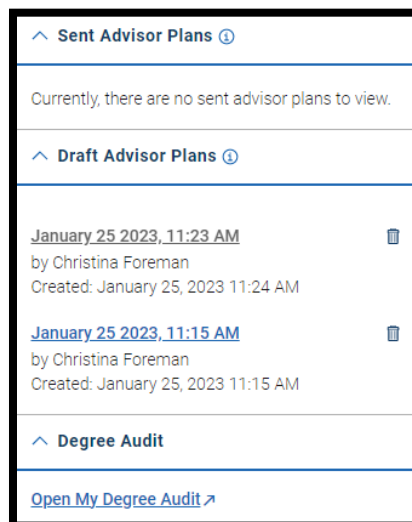 Sent Advisor Plans
Currently, there are no sent advisor plans to view.
Draft Advisor Plans
January 25 2023, 11:23 AM
by Christina Foreman
Created: January 25, 2023 11:24 AM
January 25 2023, 11:15 AM
by Christina Foreman
Created: January 25, 2023 11:15 AM
Degree Audit
Open My Degree Audit